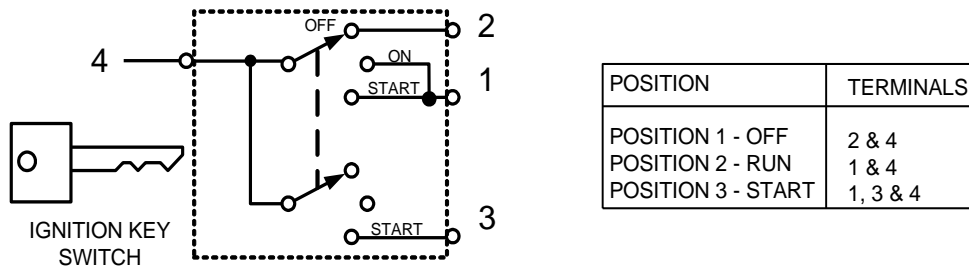 OFF
2
4
ON
1
START
3
START
IGNITION KEY
SWITCH
POSITION TERMINALS
POSITION 1 - OFF 2 & 4
POSITION 2 - RUN 1 & 4
POSITION 3 - START 1, 3 & 4